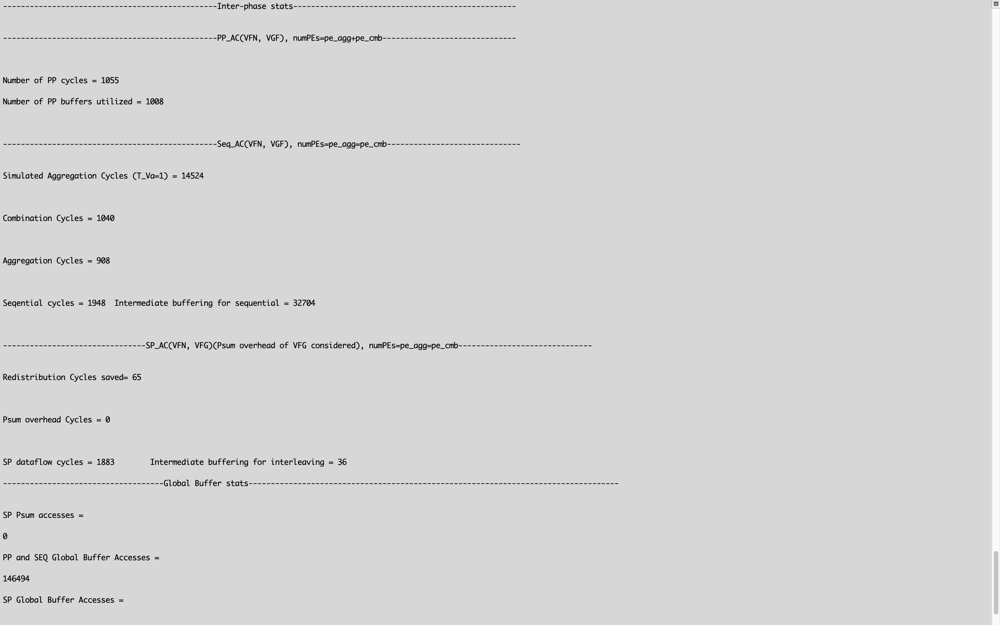 ------------------------------------------------Inter-phase stats--------------------------------------------------
------------------------------------------------PP_AC(VFN, VGF), numPEs=pe_agg+pe_cmb------------------------------
Number of PP cycles = 1055
Number of PP buffers utilized = 1008
------------------------------------------------Seq_AC(VFN, VGF), numPEs=pe_agg=pe_cmb------------------------------
Simulated Aggregation Cycles (T_Va=1) = 14524
Combination Cycles = 1040
Aggregation Cycles = 908
Seqential cycles = 1948  Intermediate buffering for sequential = 32704
--------------------------------SP_AC(VFN, VFG)(Psum overhead of VFG considered), numPEs=pe_agg=pe_cmb------------------------------
Redistribution Cycles saved= 65
Psum overhead Cycles = 0
SP dataflow cycles = 1883        Intermediate buffering for interleaving = 36
------------------------------------Global Buffer stats-----------------------------------------------------------------------------------
SP Psum accesses =
0
PP and SEQ Global Buffer Accesses =
146494
SP Global Buffer Accesses =